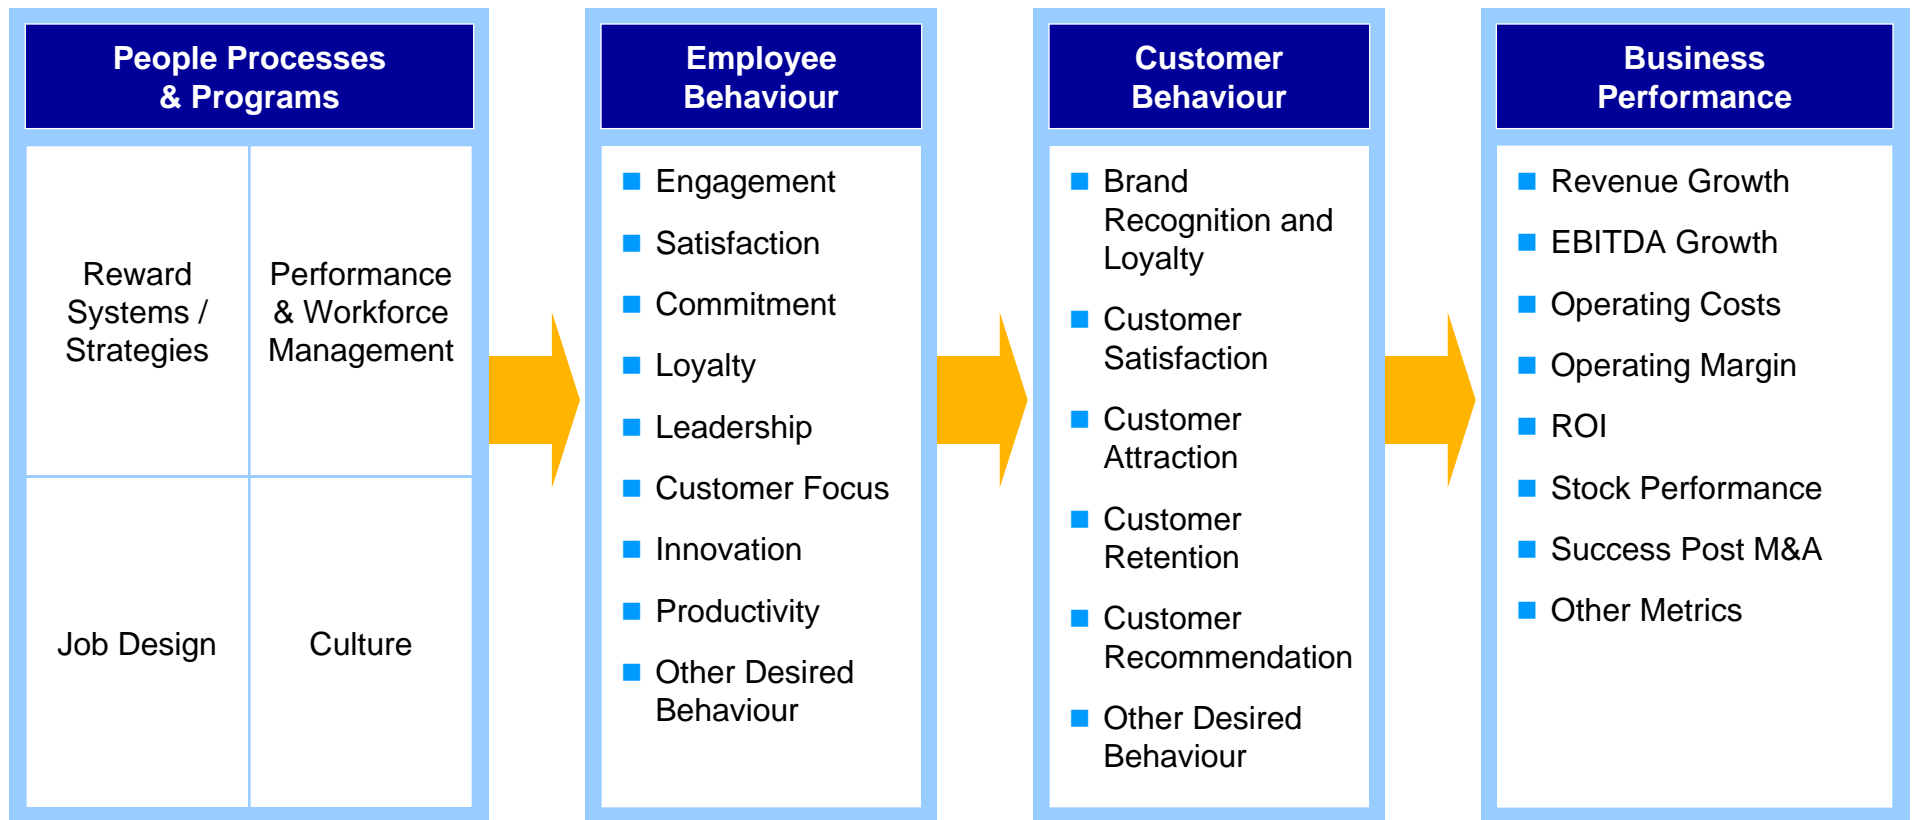 People Processes
& Programs
Reward
Systems /
Strategies
Performance
& Workforce
Management
Job Design
Culture
Employee
Behaviour
Engagement
Satisfaction
Commitment
Loyalty
Leadership
Customer Focus
Innovation
Productivity
Other Desired
Behaviour
Customer
Behaviour
Brand
Recognition and
Loyalty
Customer
Satisfaction
Customer
Attraction
Customer
Retention
Customer
Recommendation
Other Desired
Behaviour
Business
Performance
Revenue Growth
EBITDA Growth
Operating Costs
Operating Margin
ROI
Stock Performance
Success Post M&A
Other Metrics